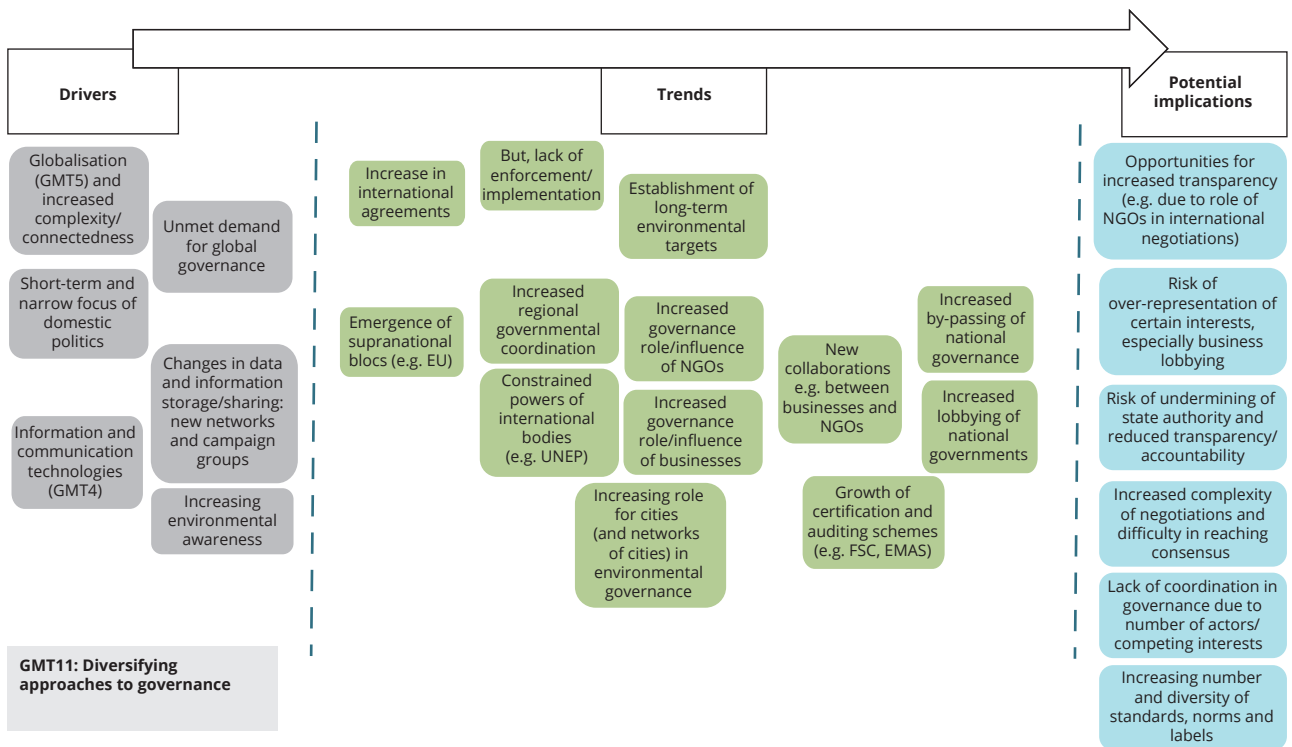 Drivers
Trends
Potential
implications
Globalisation
(GMT5) and
increased
complexity/
connectedness
Unmet demand
for global
governance
Short-term and
narrow focus of
domestic
politics
Changes in data
and information
storage/sharing:
new networks
and campaign
groups
Information and
communication
technologies
(GMT4)
Increasing
environmental
awareness
Increase in
international
agreements
But, lack of
enforcement/
implementation
Establishment of
long-term
environmental
targets
Emergence of
supranational
blocs (e.g. EU)
Increased
regional
governmental
coordination
Constrained
powers of
international
bodies
(e.g. UNEP)
Increased
governance
role/influence
of NGOs
Increased
governance
role/influence
of businesses
Increasing role
for cities
(and networks
of cities) in
environmental
governance
New
collaborations
e.g. between
businesses and
NGOs
Increased
by-passing of
national
governance
Increased
lobbying of
national
governments
Growth of
certification and
auditing schemes
(e.g. FSC, EMAS)
Opportunities for
increased transparency
(e.g. due to role of
NGOs in international
negotiations)
Risk of
over-representation of
certain interests,
especially business
lobbying
Risk of undermining of
state authority and
reduced transparency/
accountability
Increased complexity
of negotiations and
difficulty in reaching
consensus
Lack of coordination in
governance due to
number of actors/
competing interests
Increasing number
and diversity of
standards, norms and
labels
GMT11: Diversifying
approaches to governance